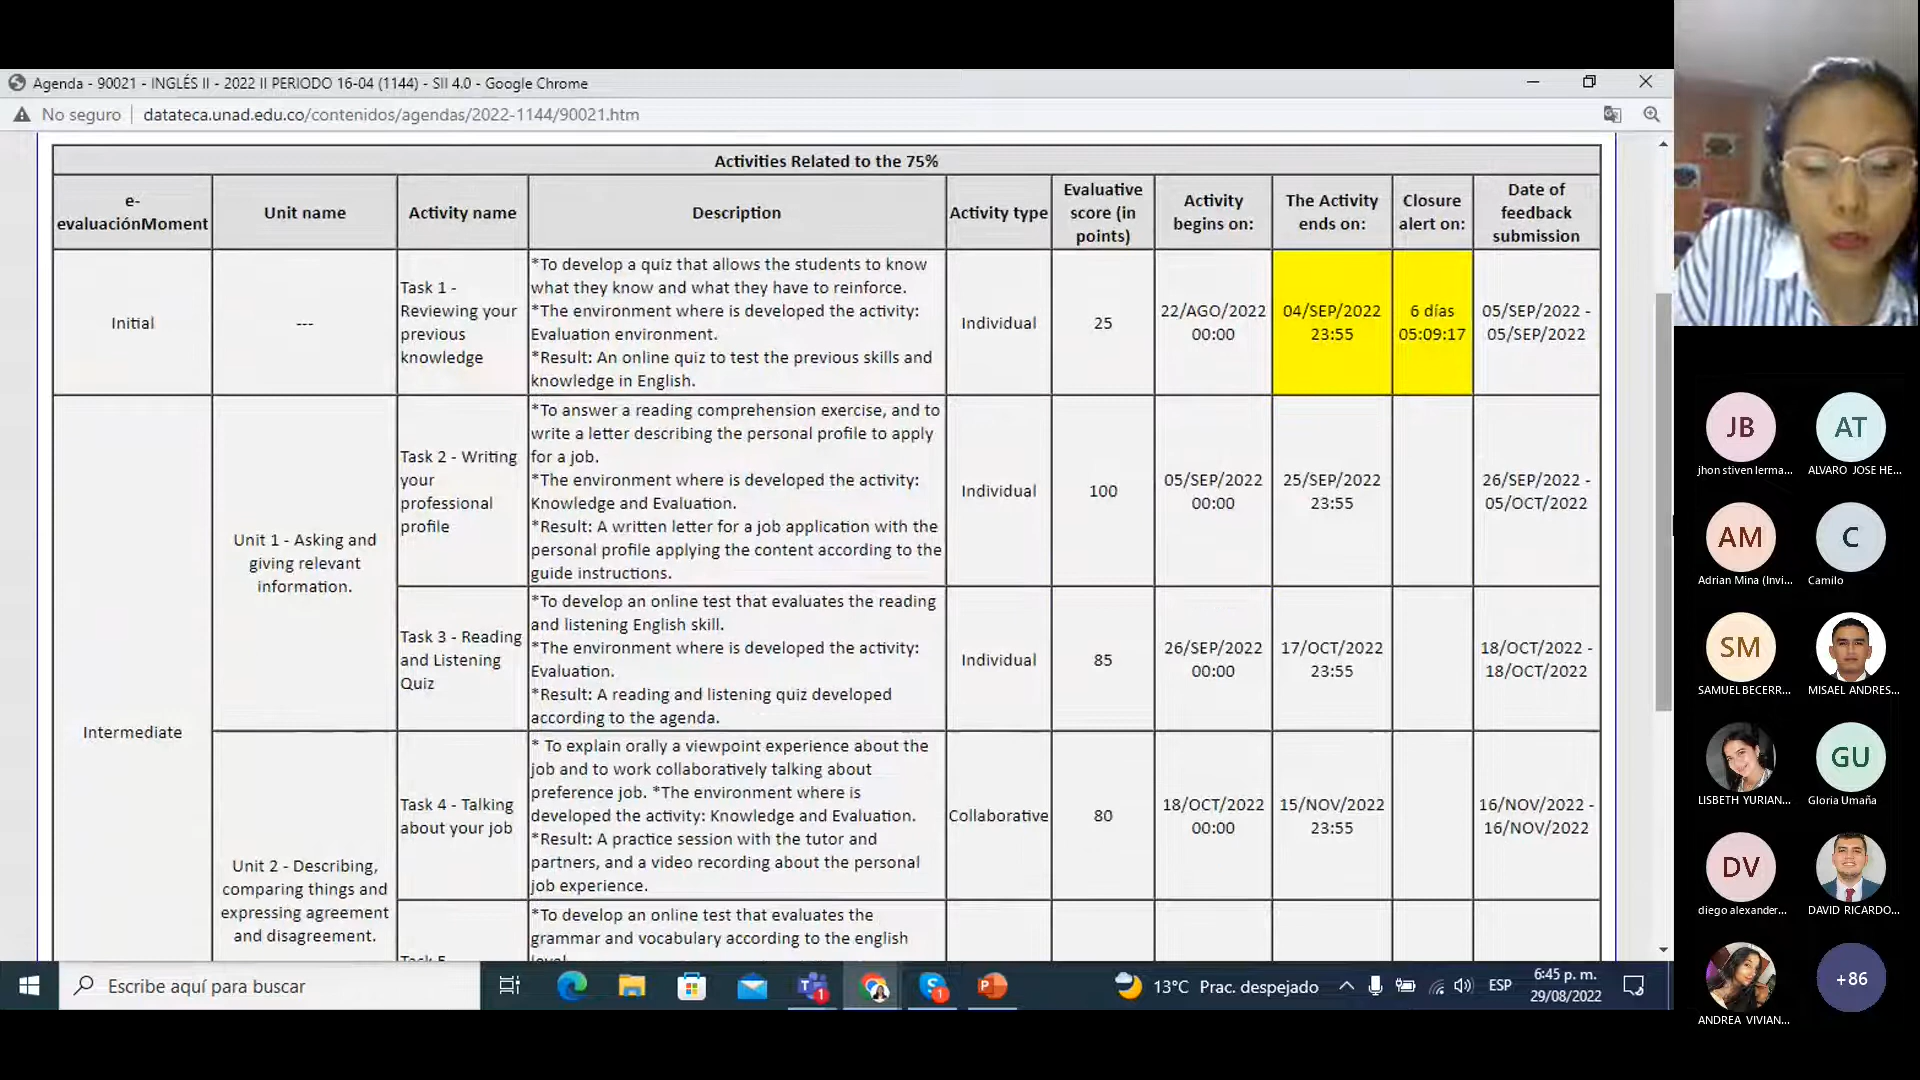 Agenda - 90021 - INGLÉS II - 2022 II PERIODO 16-04 (1144) - SII 4.0 - Google Chrome
No seguro
datateca.unad.edu.co/contenidos/agendas/2022-1144/90021.htm
Activities Related to the 75%
e-
evaluaciónMoment
Unit name
Activity name
Description
Activity type
Evaluative
score (in
points)
Activity
begins on:
The Activity
ends on:
Closure
alert on:
Date of
feedback
submission
Initial
---
Task 1 -
Reviewing your
previous
knowledge
*To develop a quiz that allows the students to know
what they know and what they have to reinforce.
*The environment where is developed the activity:
Evaluation environment.
*Result: An online quiz to test the previous skills and
knowledge in English.
Individual
25
22/AGO/2022
00:00
04/SEP/2022
23:55
6 días
05:09:17
05/SEP/2022 -
05/SEP/2022
Intermediate
Unit 1 - Asking and
giving relevant
information.
Task 2 - Writing
your
professional
profile
*To answer a reading comprehension exercise, and to
write a letter describing the personal profile to apply
for a job.
*The environment where is developed the activity:
Knowledge and Evaluation.
*Result: A written letter for a job application with the
personal profile applying the content according to the
guide instructions.
Individual
100
05/SEP/2022
00:00
25/SEP/2022
23:55
26/SEP/2022 -
05/OCT/2022
Task 3 - Reading
and Listening
Quiz
*To develop an online test that evaluates the reading
and listening English skill.
*The environment where is developed the activity:
Evaluation.
*Result: A reading and listening quiz developed
according to the agenda.
Individual
85
26/SEP/2022
00:00
17/OCT/2022
23:55
18/OCT/2022 -
18/OCT/2022
Unit 2 - Describing,
comparing things and
expressing agreement
and disagreement.
Task 4 - Talking
about your job
* To explain orally a viewpoint experience about the
job and to work collaboratively talking about
preference job. *The environment where is
developed the activity: Knowledge and Evaluation.
*Result: A practice session with the tutor and
partners, and a video recording about the personal
job experience.
Collaborative
80
18/OCT/2022
00:00
15/NOV/2022
23:55
16/NOV/2022 -
16/NOV/2022
Task 5
*To develop an online test that evaluates the
grammar and vocabulary according to the english
level
Escribe aquí para buscar
1
1
13°C Prac. despejado
ESP
6:45 p. m.
29/08/2022
JB
jhon stiven lerma...
AT
ALVARO JOSE HE...
AM
Adrian Mina (Invi...
C
Camilo
SM
SAMUEL BECERR...
MISAEL ANDRES...
LISBETH YURIAN...
GU
Gloria Umaña
DV
diego alexander...
DAVID RICARDO...
ANDREA VIVIAN...
+86